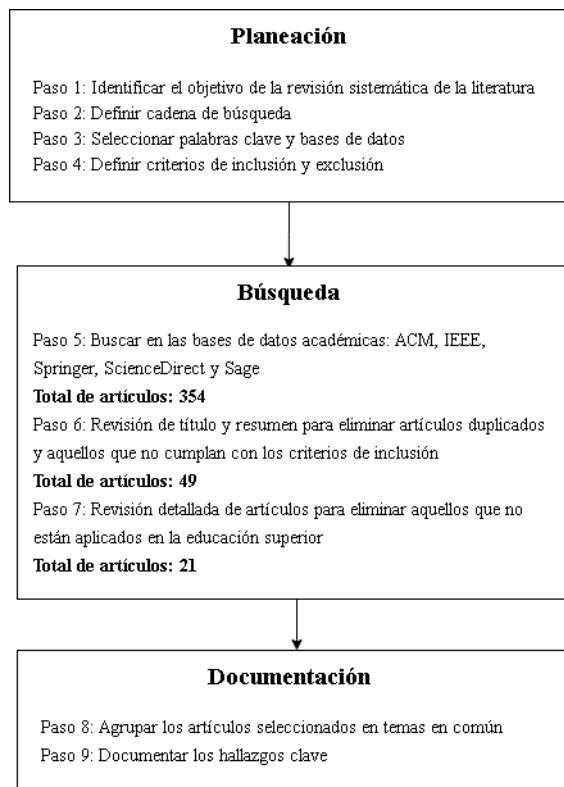 Planeación
Paso 1: Identificar el objetivo de la revisión sistemática de la literatura
Paso 2: Definir cadena de búsqueda
Paso 3: Seleccionar palabras clave y bases de datos
Paso 4: Definir criterios de inclusión y exclusión
Búsqueda
Paso 5: Buscar en las bases de datos académicas: ACM, IEEE,
Springer, ScienceDirect y Sage
Total de artículos: 354
Paso 6: Revisión de título y resumen para eliminar artículos duplicados
y aquellos que no cumplan con los criterios de inclusión
Total de artículos: 49
Paso 7: Revisión detallada de artículos para eliminar aquellos que no
están aplicados en la educación superior
Total de artículos: 21
Documentación
Paso 8: Agrupar los artículos seleccionados en temas en común
Paso 9: Documentar los hallazgos clave